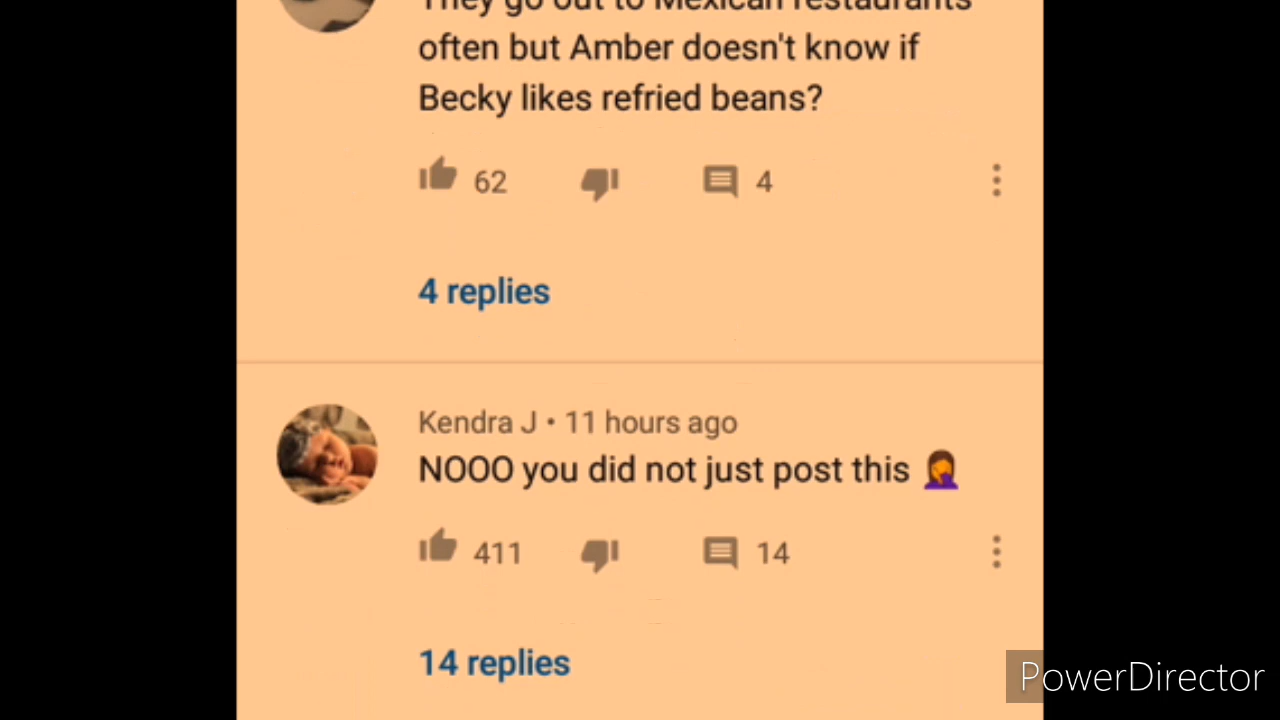 They go out to Mexican restaurants
often but Amber doesn't know if
Becky likes refried beans?
62 4
4 replies
Kendra J • 11 hours ago
NOOO you did not just post this 🤦‍♀️
411 14
14 replies
PowerDirector